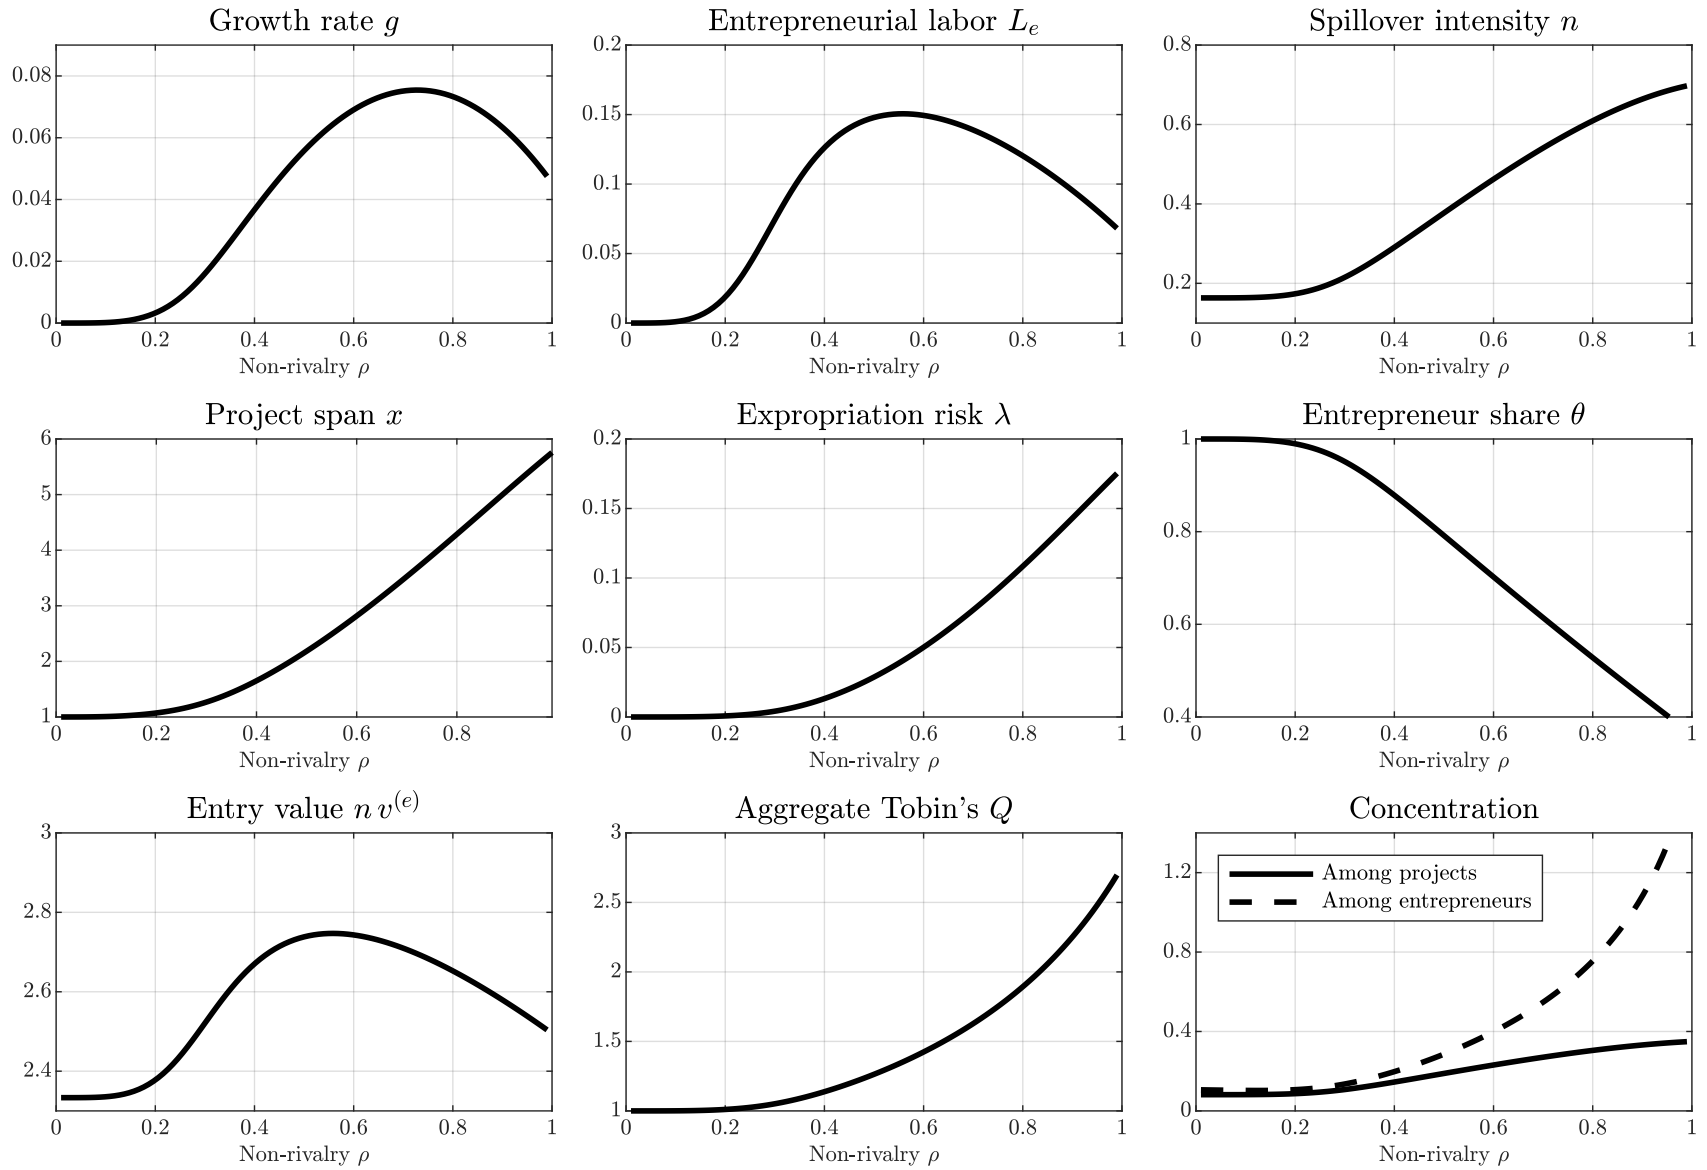 Growth rate g
0.08
0.06
0.04
0.02
0
0 0.2 0.4 0.6 0.8 1
Non-rivalry ρ
Entrepreneurial labor Lₑ
0.2
0.15
0.1
0.05
0
0 0.2 0.4 0.6 0.8 1
Non-rivalry ρ
Spillover intensity n
0.8
0.6
0.4
0.2
0 0.2 0.4 0.6 0.8 1
Non-rivalry ρ
Project span x
6
5
4
3
2
1
0 0.2 0.4 0.6 0.8
Non-rivalry ρ
Expropriation risk λ
0.2
0.15
0.1
0.05
0
0 0.2 0.4 0.6 0.8 1
Non-rivalry ρ
Entrepreneur share θ
1
0.8
0.6
0.4
0 0.2 0.4 0.6 0.8 1
Non-rivalry ρ
Entry value n v⁽ᵉ⁾
3
2.8
2.6
2.4
0 0.2 0.4 0.6 0.8 1
Non-rivalry ρ
Aggregate Tobin's Q
3
2.5
2
1.5
1
0 0.2 0.4 0.6 0.8 1
Non-rivalry ρ
Concentration
1.2
0.8
0.4
0
Among projects
Among entrepreneurs
0 0.2 0.4 0.6 0.8 1
Non-rivalry ρ